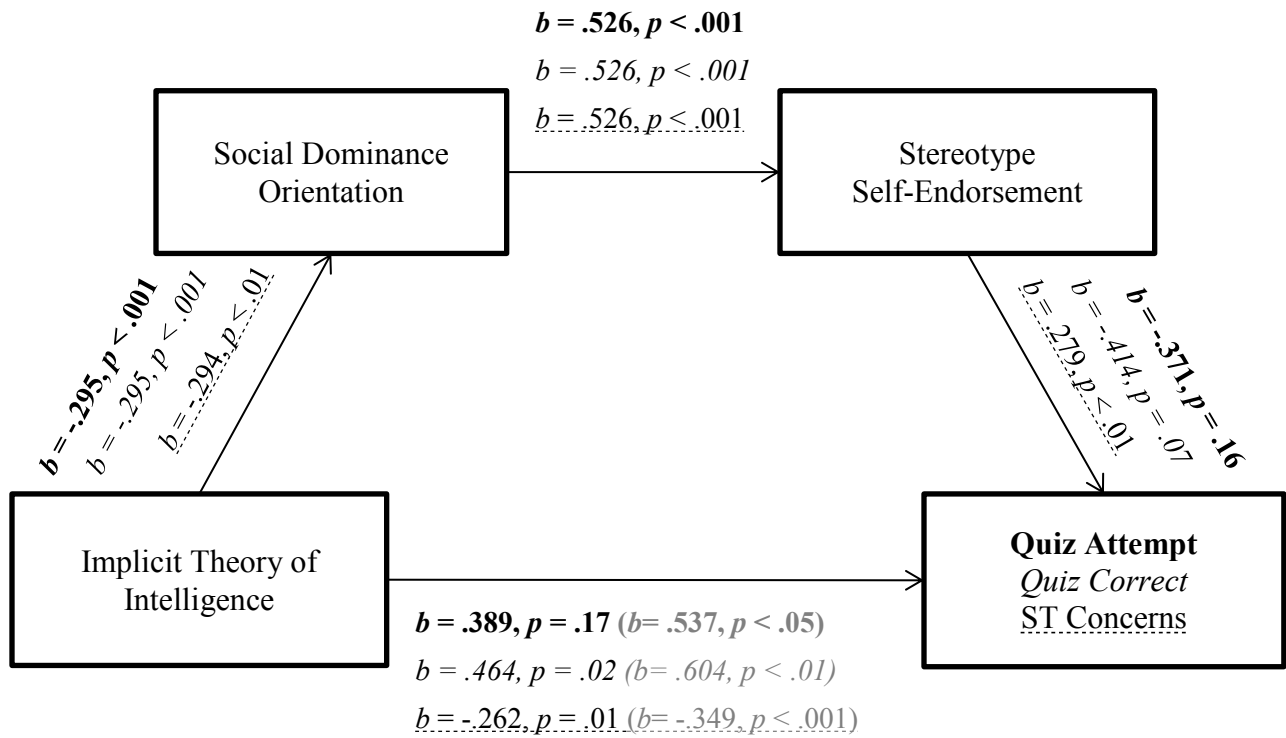 b = .526, p < .001
b = .526, p < .001
b = .526, p < .001
Social Dominance
Orientation
Stereotype
Self-Endorsement
b = -.295, p < .001
b = -.295, p < .001
b = -.294, p < .01
b = .279, p < .01
b = -.414, p = .07
b = -.371, p = .16
Implicit Theory of
Intelligence
Quiz Attempt
Quiz Correct
ST Concerns
b = .389, p = .17 (b= .537, p < .05)
b = .464, p = .02 (b= .604, p < .01)
b = -.262, p = .01 (b= -.349, p < .001)